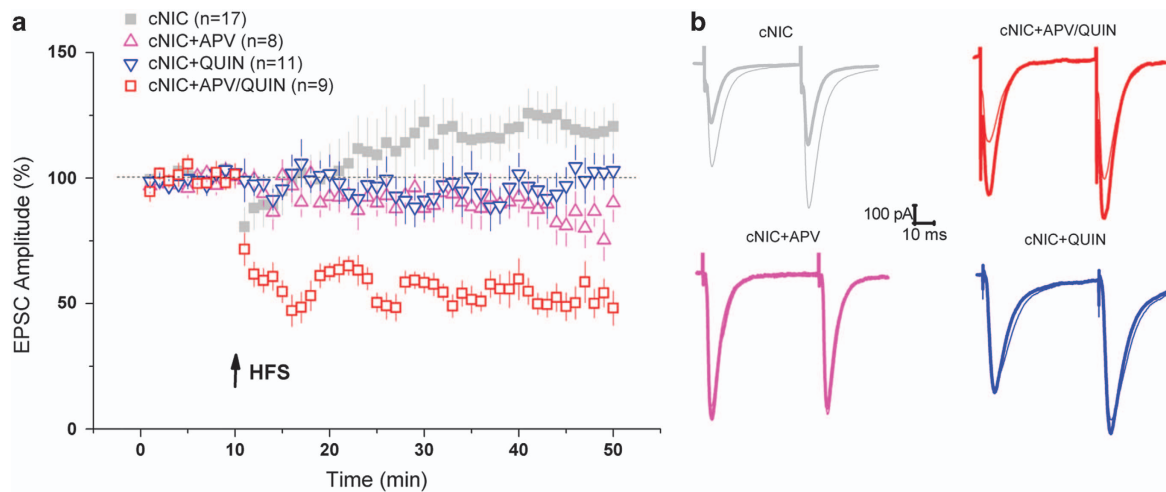 a
cNIC (n=17)
cNIC+APV (n=8)
cNIC+QUIN (n=11)
cNIC+APV/QUIN (n=9)
150
100
50
0
EPSC Amplitude (%)
HFS
0
10
20
30
40
50
Time (min)
b
cNIC
cNIC+APV/QUIN
100 pA
10 ms
cNIC+APV
cNIC+QUIN